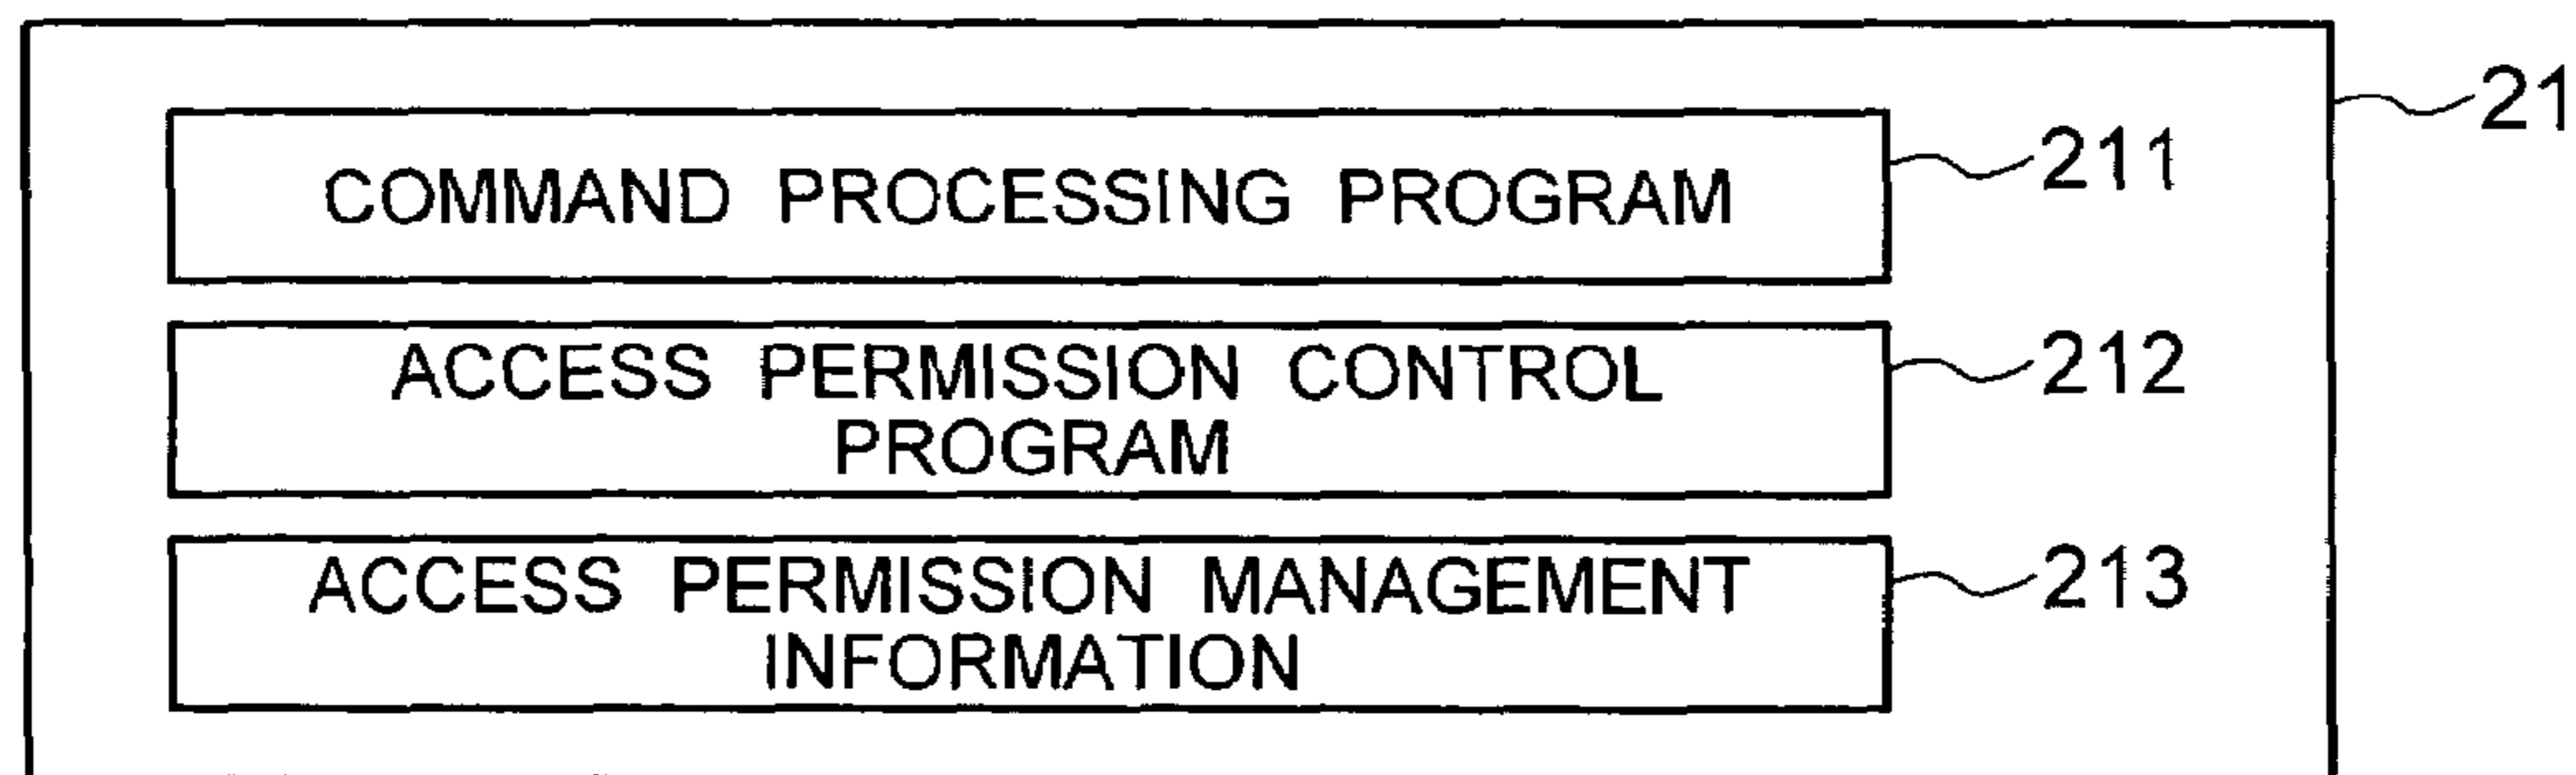 21
COMMAND PROCESSING PROGRAM
211
ACCESS PERMISSION CONTROL
PROGRAM
212
ACCESS PERMISSION MANAGEMENT
INFORMATION
213